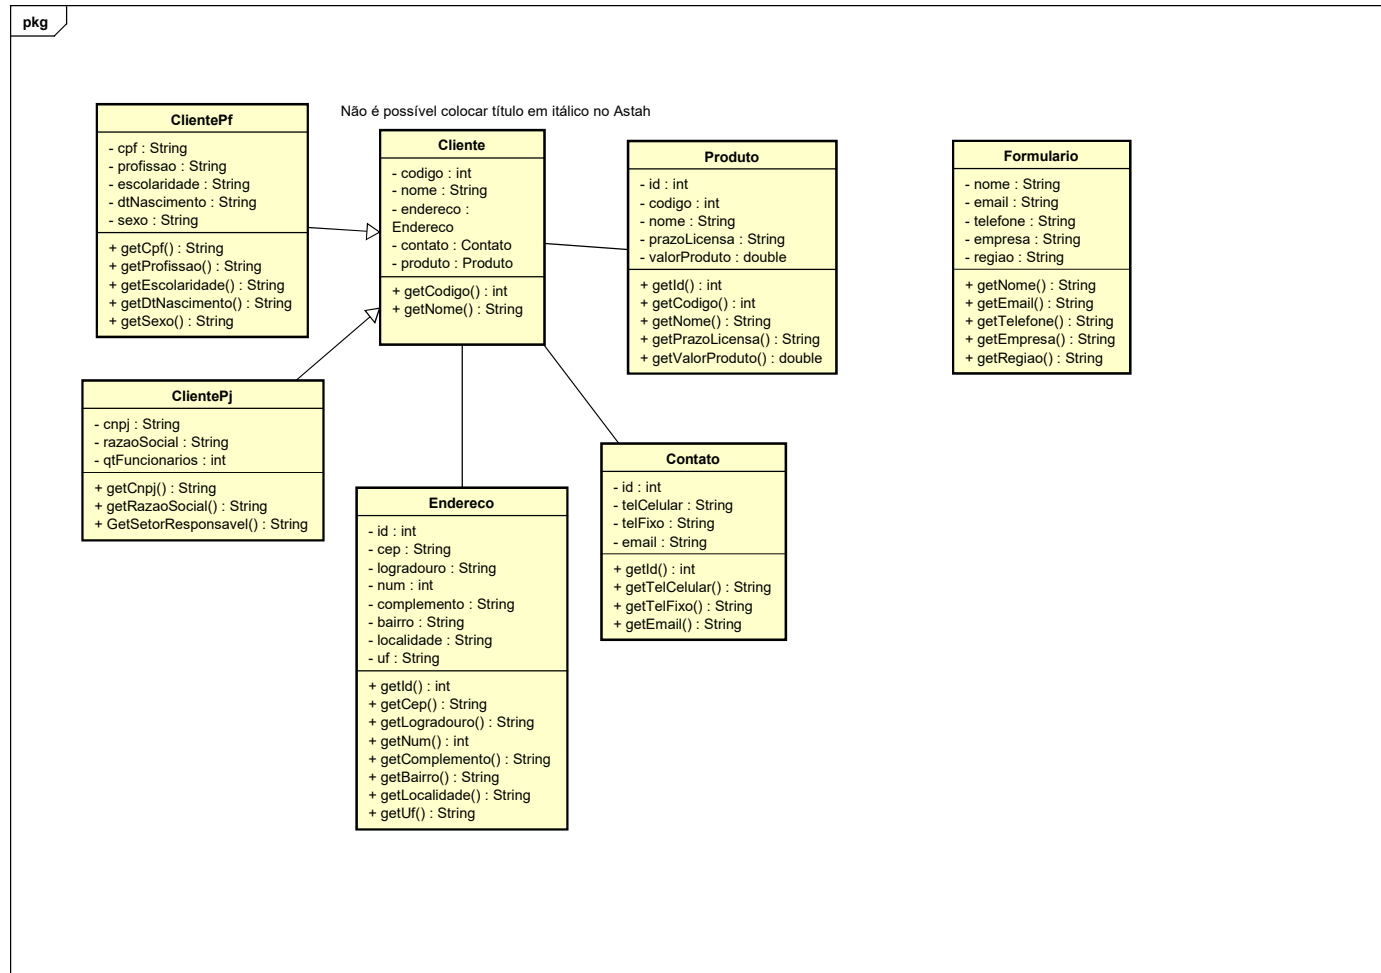 pkg
ClientePf
- cpf : String
- profissao : String
- escolaridade : String
- dtNascimento : String
- sexo : String
+ getCpf() : String
+ getProfissao() : String
+ getEscolaridade() : String
+ getDtNascimento() : String
+ getSexo() : String
Não é possível colocar título em itálico no Astah
Cliente
- codigo : int
- nome : String
- endereco :
Endereco
- contato : Contato
- produto : Produto
+ getCodigo() : int
+ getNome() : String
Produto
- id : int
- codigo : int
- nome : String
- prazoLicensa : String
- valorProduto : double
+ getId() : int
+ getCodigo() : int
+ getNome() : String
+ getPrazoLicensa() : String
+ getValorProduto() : double
Formulario
- nome : String
- email : String
- telefone : String
- empresa : String
- regiao : String
+ getNome() : String
+ getEmail() : String
+ getTelefone() : String
+ getEmpresa() : String
+ getRegiao() : String
ClientePj
- cnpj : String
- razaoSocial : String
- qtFuncionarios : int
+ getCnpj() : String
+ getRazaoSocial() : String
+ GetSetorResponsavel() : String
Endereco
- id : int
- cep : String
- logradouro : String
- num : int
- complemento : String
- bairro : String
- localidade : String
- uf : String
+ getId() : int
+ getCep() : String
+ getLogradouro() : String
+ getNum() : int
+ getComplemento() : String
+ getBairro() : String
+ getLocalidade() : String
+ getUf() : String
Contato
- id : int
- telCelular : String
- telFixo : String
- email : String
+ getId() : int
+ getTelCelular() : String
+ getTelFixo() : String
+ getEmail() : String